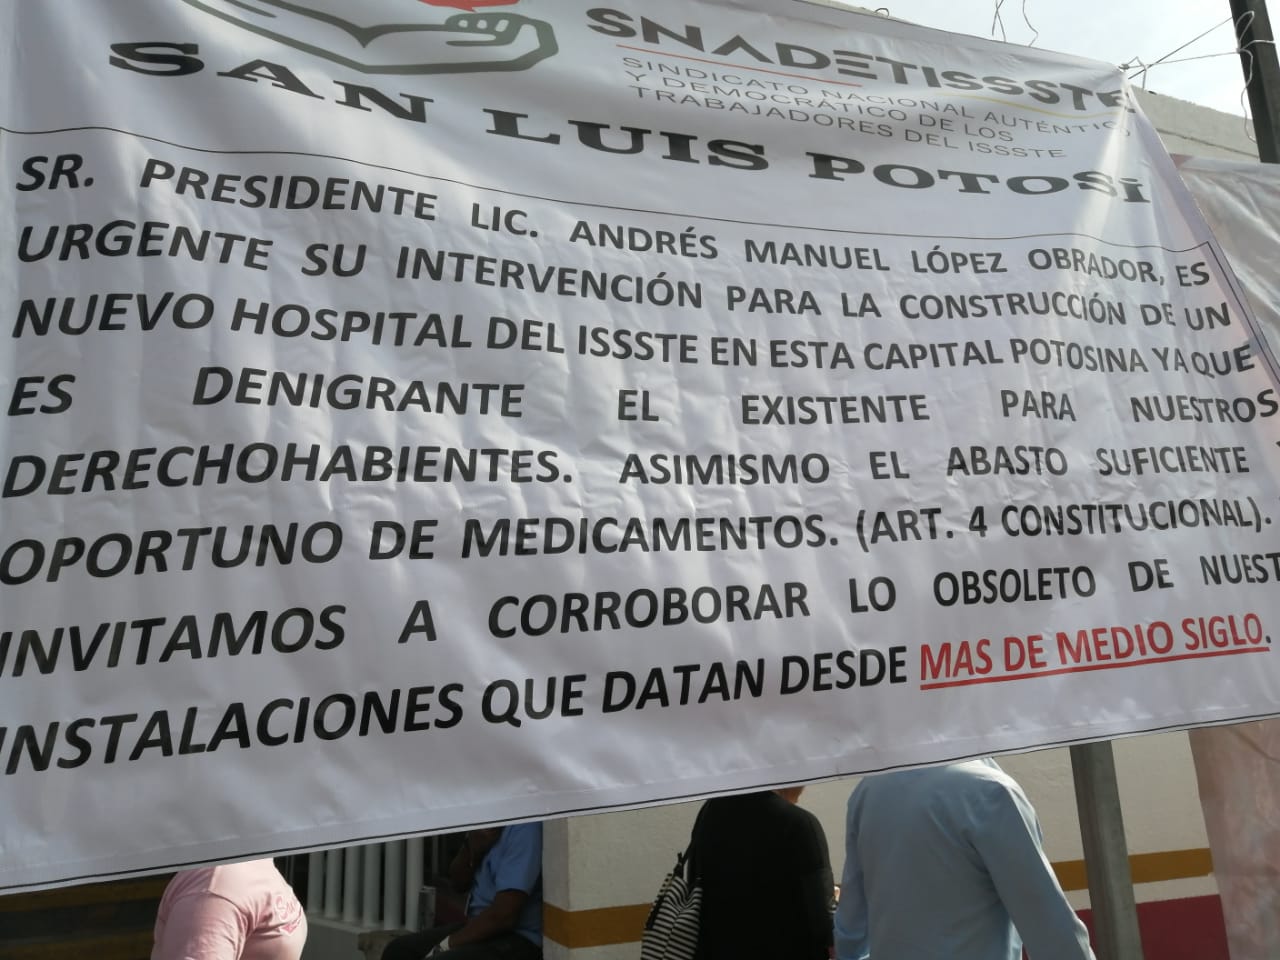 SNADETISSSTE
SINDICATO NACIONAL AUTÉNTICO
Y DEMOCRÁTICO DE LOS
TRABAJADORES DEL ISSSTE
SAN LUIS POTOSí
SR. PRESIDENTE LIC. ANDRÉS MANUEL LÓPEZ OBRADOR, ES
URGENTE SU INTERVENCIÓN PARA LA CONSTRUCCIÓN DE UN
NUEVO HOSPITAL DEL ISSSTE EN ESTA CAPITAL POTOSINA YA QUE
ES DENIGRANTE EL EXISTENTE PARA NUESTROS
DERECHOHABIENTES. ASIMISMO EL ABASTO SUFICIENTE
OPORTUNO DE MEDICAMENTOS. (ART. 4 CONSTITUCIONAL).
INVITAMOS A CORROBORAR LO OBSOLETO DE NUEST
INSTALACIONES QUE DATAN DESDE MAS DE MEDIO SIGLO.